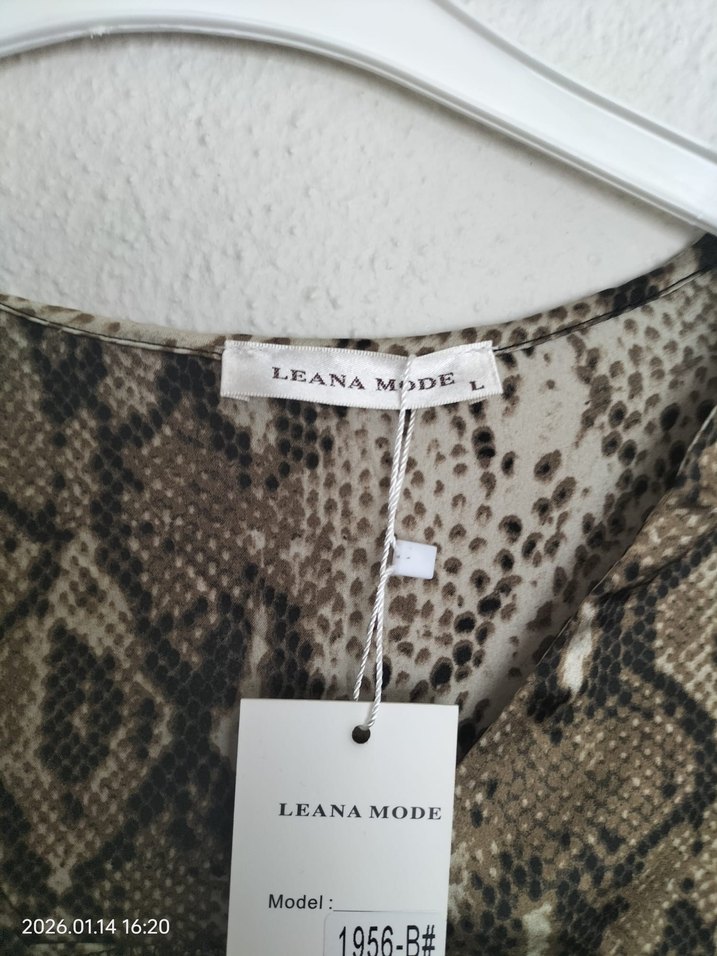 LEANA MODE L
LEANA MODE
Model :
1956-B#
2026.01.14 16:20